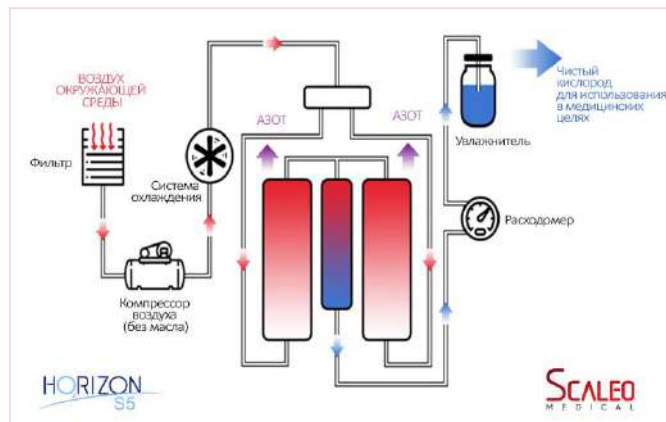 ВОЗДУХ
ОКРУЖАЮЩЕЙ
СРЕДЫ
Фильтр
Система
охлаждения
Компрессор
воздуха
(без масла)
АЗОТ
АЗОТ
Увлажнитель
Чистый
кислород
для использования
в медицинских
целях
Расходомер
HORIZON
S5
SCALEO
MEDICAL